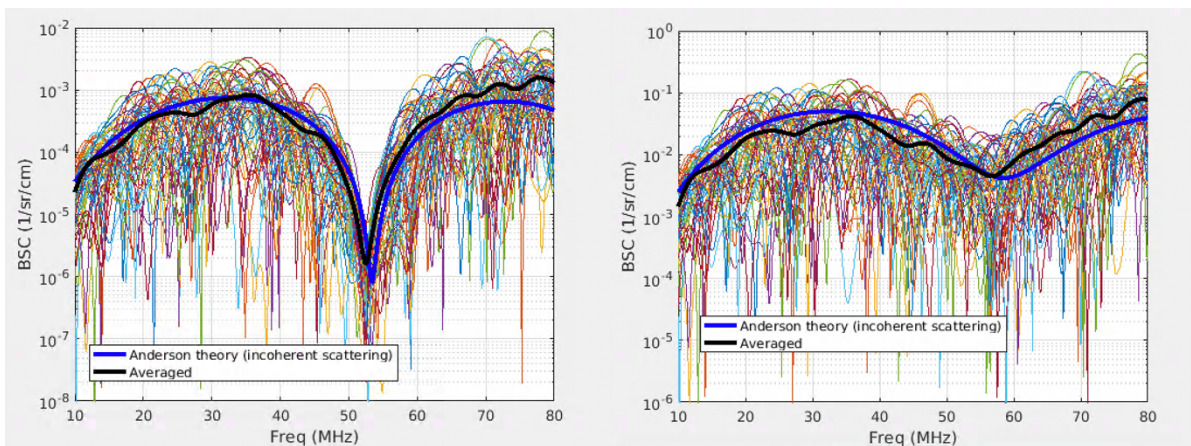 10⁻²
10⁻³
10⁻⁴
10⁻⁵
10⁻⁶
10⁻⁷
10⁻⁸
BSC (1/sr/cm)
Anderson theory (incoherent scattering)
Averaged
10 20 30 40 50 60 70 80
Freq (MHz)
10⁰
10⁻¹
10⁻²
10⁻³
10⁻⁴
10⁻⁵
10⁻⁶
BSC (1/sr/cm)
Anderson theory (incoherent scattering)
Averaged
10 20 30 40 50 60 70 80
Freq (MHz)